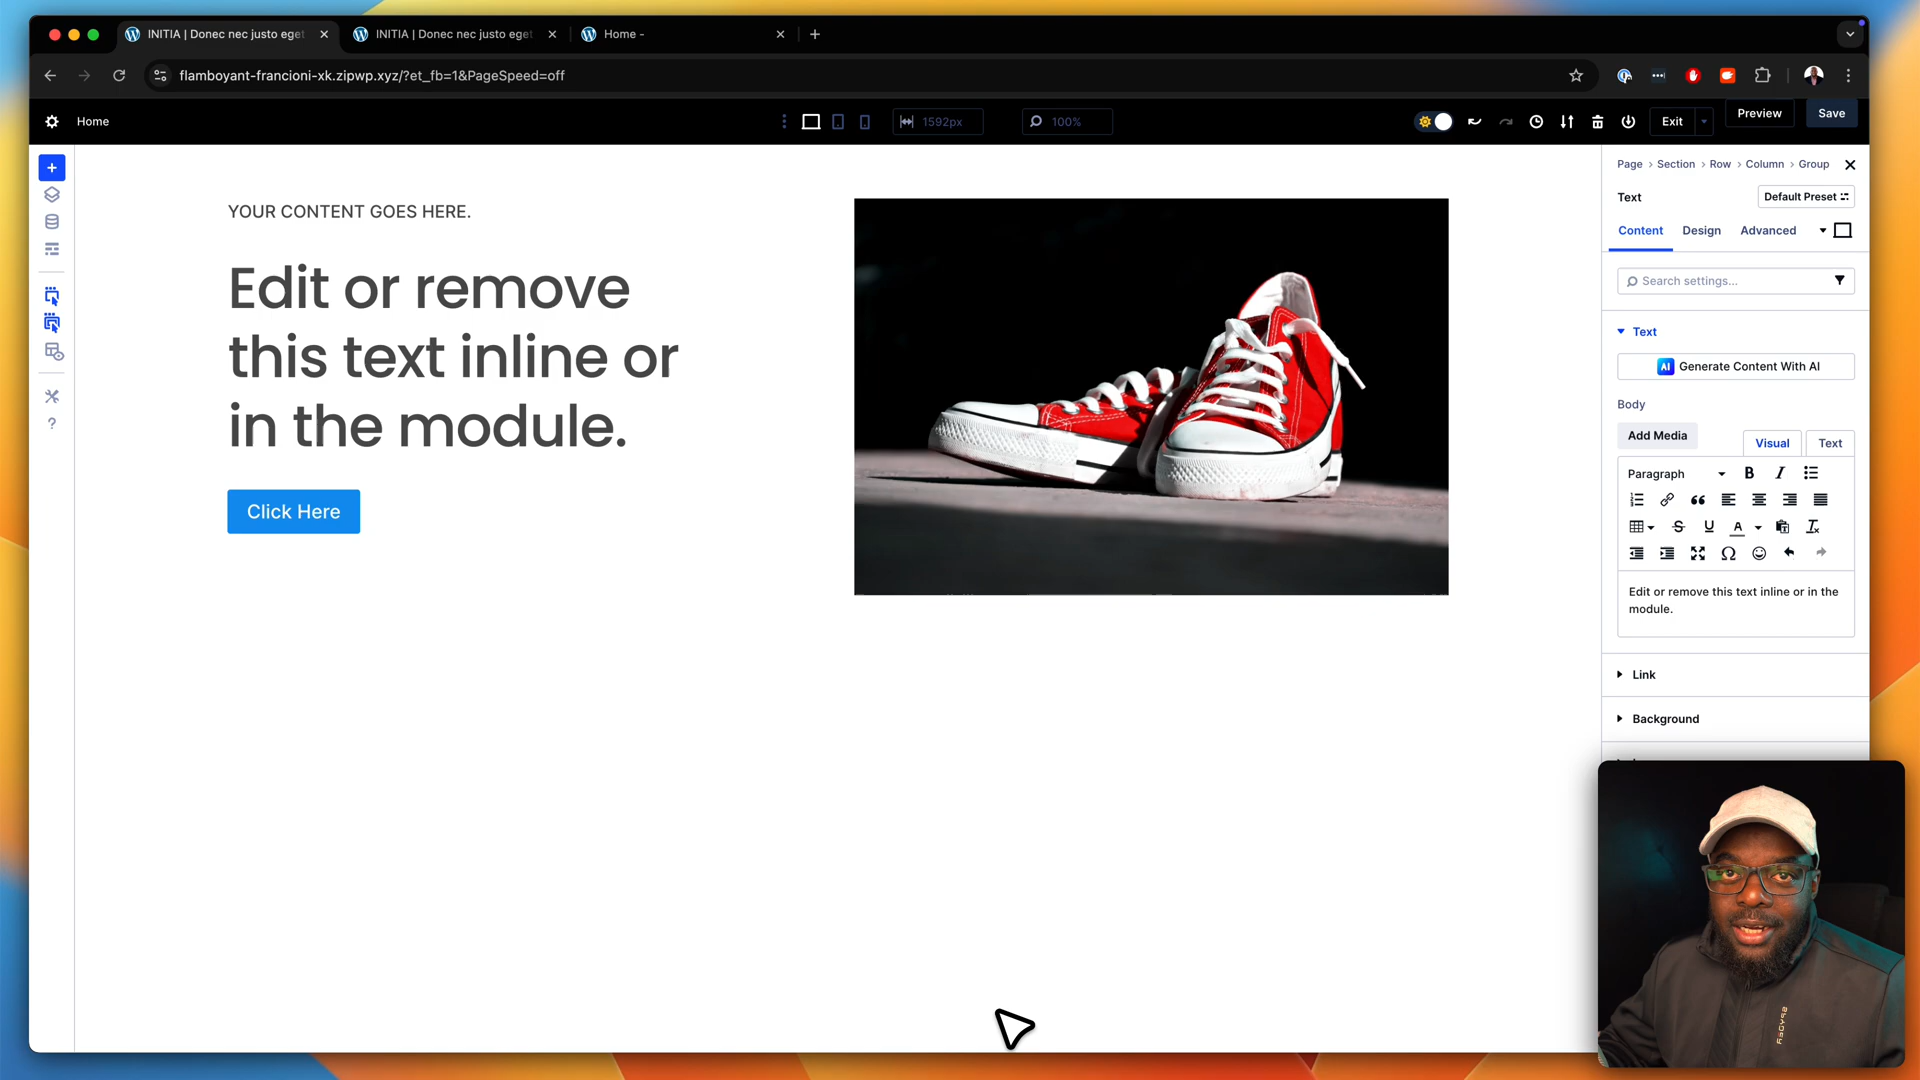 INITIA | Donec nec justo eget
INITIA | Donec nec justo eget
Home -
flamboyant-francioni-xk.zipwp.xyz/?et_fb=1&PageSpeed=off
Home
1592px
100%
Exit
Preview
Save
Page > Section > Row > Column > Group
Text
Default Preset
Content
Design
Advanced
Search settings...
Text
AI Generate Content With AI
Body
Add Media
Visual
Text
Paragraph
B I
Edit or remove this text inline or in the
module.
Link
Background
YOUR CONTENT GOES HERE.
Edit or remove
this text inline or
in the module.
Click Here